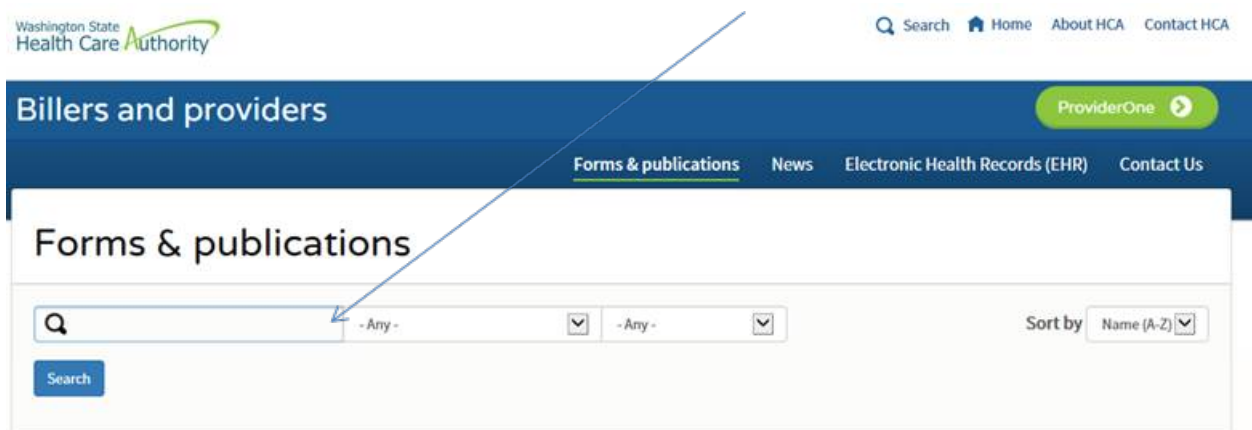 Washington State
Health Care Authority
Search Home About HCA Contact HCA
Billers and providers
ProviderOne
Forms & publications News Electronic Health Records (EHR) Contact Us
Forms & publications
- Any - - Any - Sort by Name (A-Z)
Search